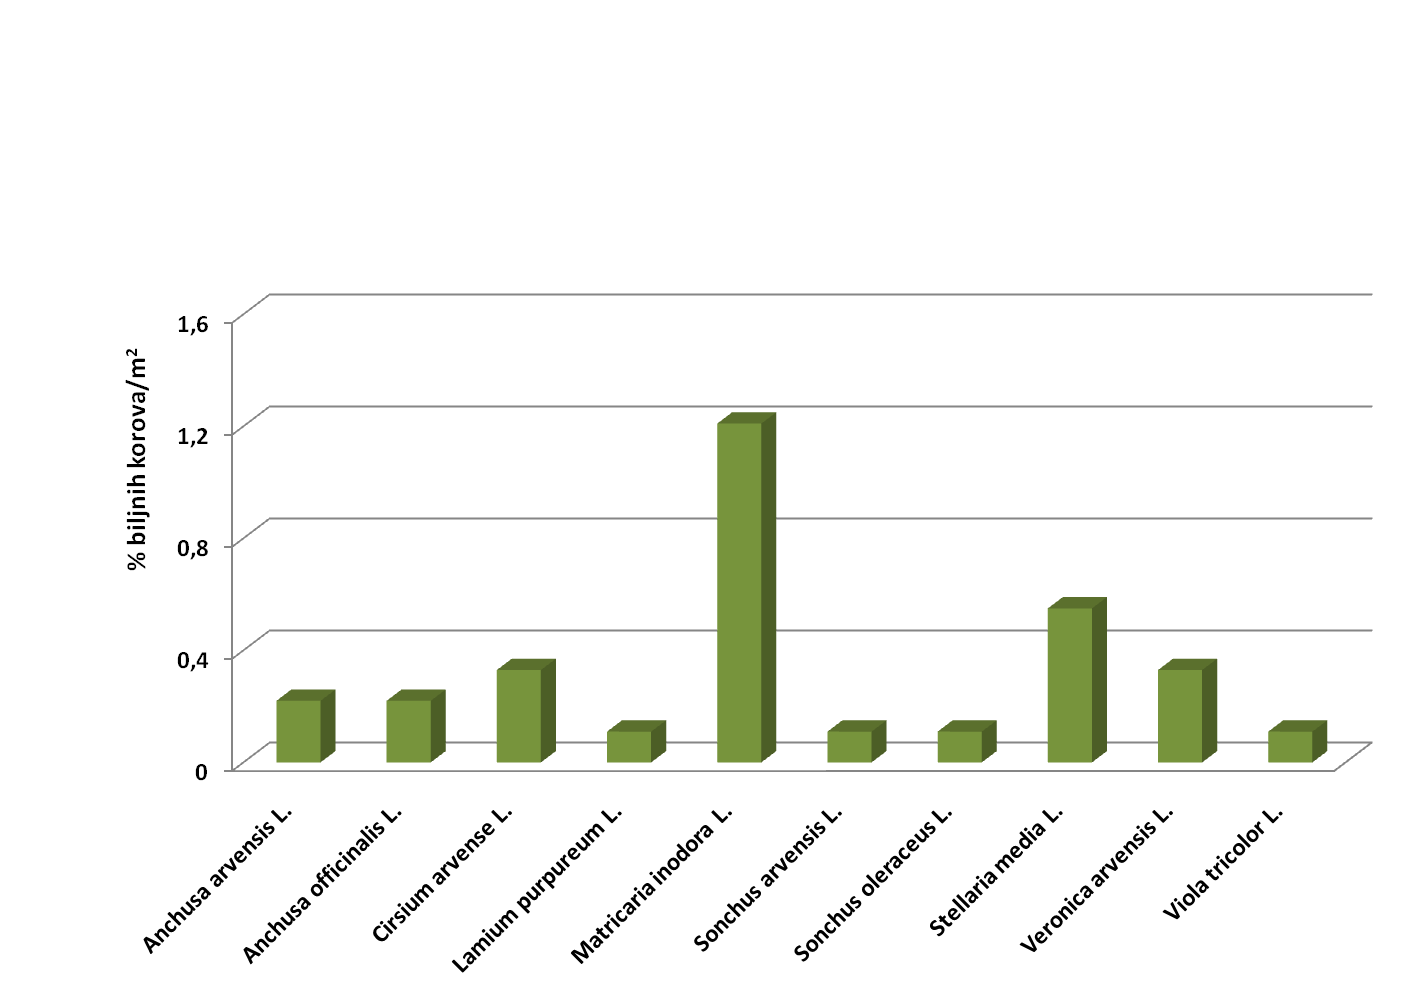 1,6
1,2
0,8
0,4
0
% biljnih korova/m²
Anchusa arvensis L.
Anchusa officinalis L.
Cirsium arvense L.
Lamium purpureum L.
Matricaria inodora L.
Sonchus arvensis L.
Sonchus oleraceus L.
Stellaria media L.
Veronica arvensis L.
Viola tricolor L.